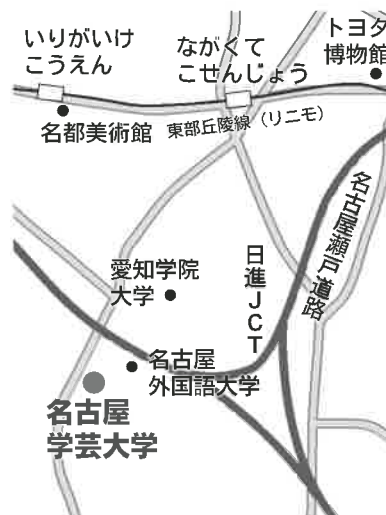 いりがいけ
こうえん
ながくて
こせんじょう
トヨタ
博物館
名都美術館
東部丘陵線（リニモ）
名古屋瀬戸道路
日進JCT
愛知学院
大学
名古屋
外国語大学
名古屋
学芸大学